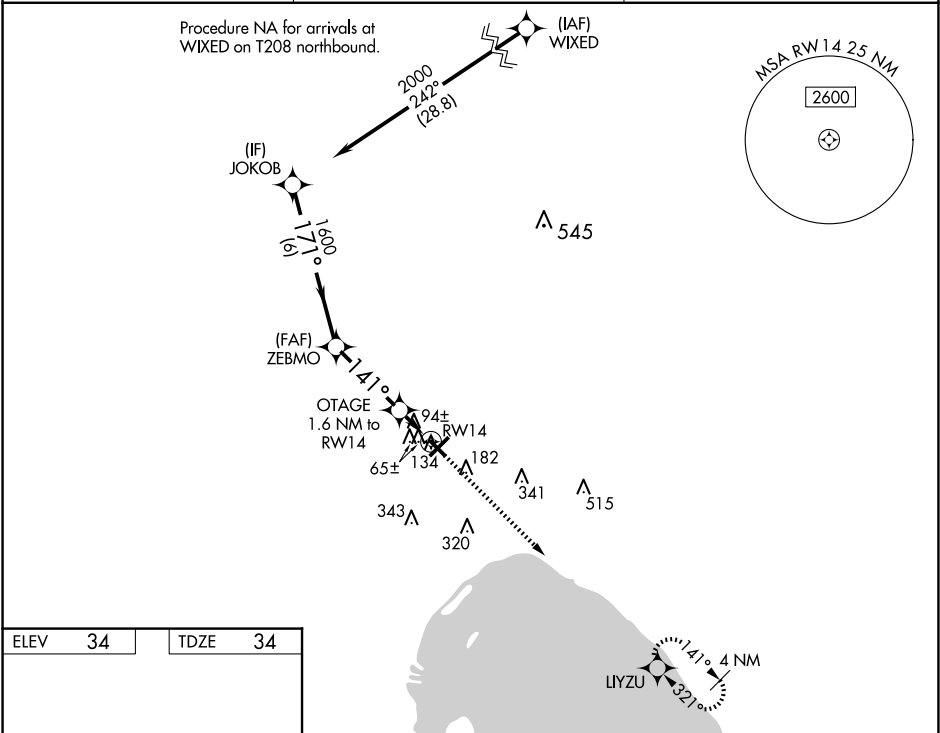 Procedure NA for arrivals at
WIXED on T208 northbound.
(IAF)
WIXED
MSA RW14 25 NM
2600
2000
242°
(28.8)
(IF)
JOKOB
1600
171°
(6)
545
(FAF)
ZEBMO
141°
OTAGE
1.6 NM to
RW14
94±
RW14
65±
134
182
341
515
343
320
ELEV 34
TDZE 34
LIYZU
141°
4 NM
321°